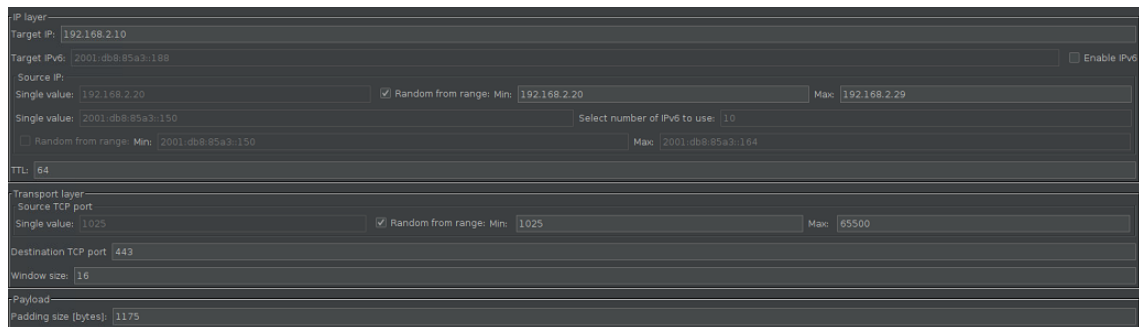 IP layer
Target IP: 192.168.2.10
Target IPv6: 2001:db8:85a3::188 Enable IPv6
Source IP:
Single value: 192.168.2.20 Random from range: Min: 192.168.2.20 Max: 192.168.2.29
Single value: 2001:db8:85a3::150 Select number of IPv6 to use: 10
Random from range: Min: 2001:db8:85a3::150 Max: 2001:db8:85a3::164
TTL: 64
Transport layer
Source TCP port
Single value: 1025 Random from range: Min: 1025 Max: 65500
Destination TCP port 443
Window size: 16
Payload
Padding size [bytes]: 1175